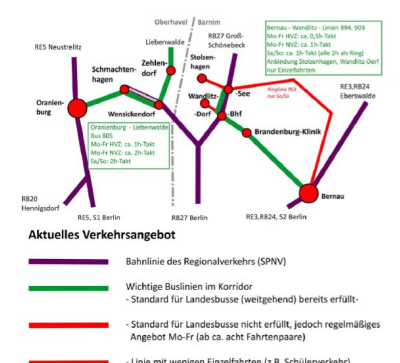 Oberhavel
Barnim
RE5 Neustrelitz
Liebenwalde
RB27 Groß-
Schönebeck
Bernau - Wandlitz - Linien 894, 903
Mo-Fr HVZ: ca. 0,5h-Takt
Mo-Fr NVZ: ca. 1h-Takt
Sa/So: ca. 1h-Takt (alle 2h als Ring)
Anbindung Stolzenhagen, Wandlitz-Dorf
nur Einzelfahrten
Zehlen-
dorf
Stolzen-
hagen
Schmachten-
hagen
Wandlitz-
-See
-Dorf
-Bhf
Ringlinie 903
nur Sa/So
RE3,RB24
Eberswalde
Oranien-
burg
Wensickendorf
Brandenburg-Klinik
Oranienburg - Liebenwalde
Bus 805
Mo-Fr HVZ: ca. 1h-Takt
Mo-Fr NVZ: ca. 2h-Takt
Sa/So: 2h-Takt
Bernau
RB20
Hennigsdorf
RE5, S1 Berlin
RB27 Berlin
RE3,RB24, S2 Berlin
Aktuelles Verkehrsangebot
Bahnlinie des Regionalverkehrs (SPNV)
Wichtige Buslinien im Korridor
- Standard für Landesbusse (weitgehend) bereits erfüllt-
- Standard für Landesbusse nicht erfüllt, jedoch regelmäßiges
Angebot Mo-Fr (ab ca. acht Fahrtenpaare)
- Linie mit wenigen Einzelfahrten (z.B. Schülerverkehr)